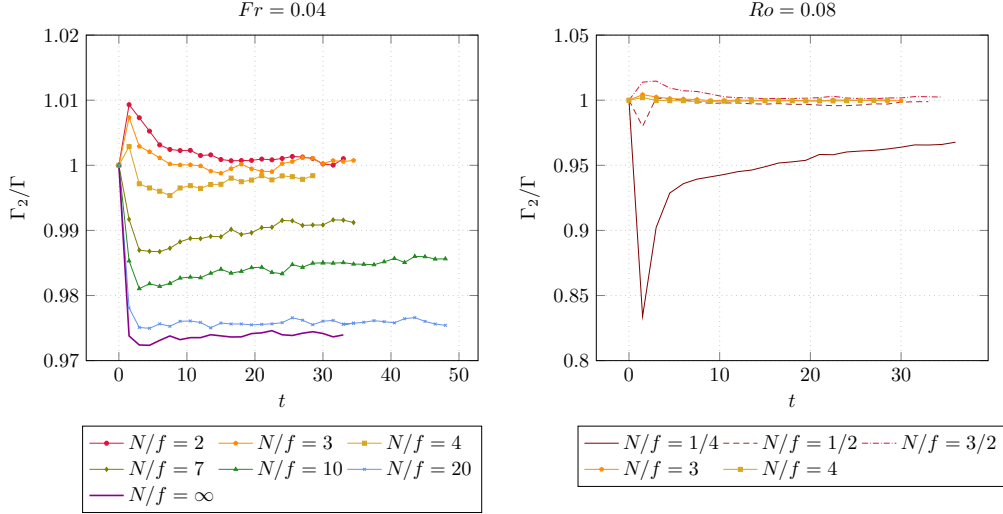 Fr = 0.04
1.02
1.01
1
0.99
0.98
0.97
Γ₂/Γ
0 10 20 30 40 50
t
N/f = 2 N/f = 3 N/f = 4
N/f = 7 N/f = 10 N/f = 20
N/f = ∞
Ro = 0.08
1.05
1
0.95
0.9
0.85
0.8
Γ₂/Γ
0 10 20 30
t
N/f = 1/4 N/f = 1/2 N/f = 3/2
N/f = 3 N/f = 4